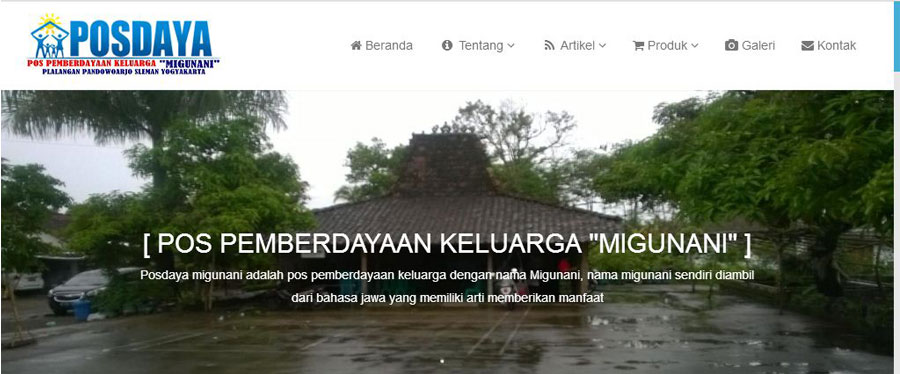 POSDAYA
POS PEMBERDAYAAN KELUARGA "MIGUNANI"
PLALANGAN PANDOWOARJO SLEMAN YOGYAKARTA
Beranda Tentang Artikel Produk Galeri Kontak
[ POS PEMBERDAYAAN KELUARGA "MIGUNANI" ]
Posdaya migunani adalah pos pemberdayaan keluarga dengan nama Migunani, nama migunani sendiri diambil
dari bahasa jawa yang memiliki arti memberikan manfaat